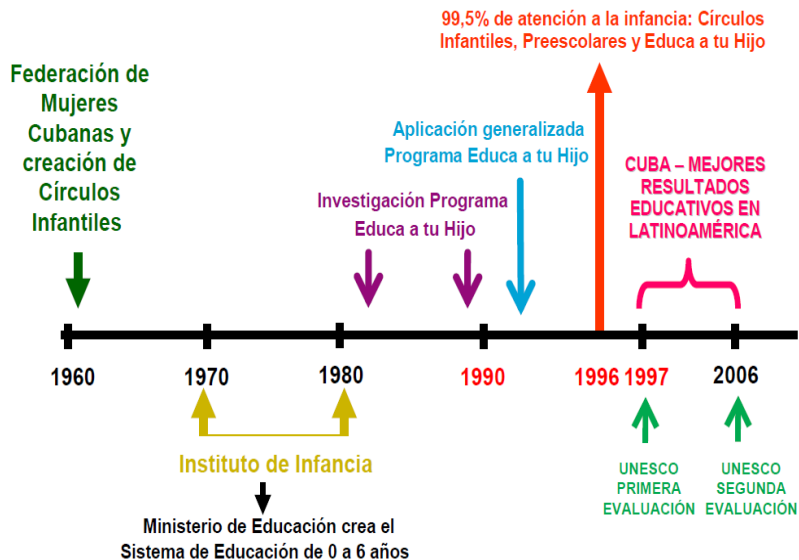 99,5% de atención a la infancia: Círculos
Infantiles, Preescolares y Educa a tu Hijo
Federación de
Mujeres
Cubanas y
creación de
Círculos
Infantiles
Aplicación generalizada
Programa Educa a tu Hijo
Investigación Programa
Educa a tu Hijo
CUBA – MEJORES
RESULTADOS
EDUCATIVOS EN
LATINOAMÉRICA
1960
1970
1980
1990
1996
1997
2006
Instituto de Infancia
Ministerio de Educación crea el
Sistema de Educación de 0 a 6 años
UNESCO
PRIMERA
EVALUACIÓN
UNESCO
SEGUNDA
EVALUACIÓN